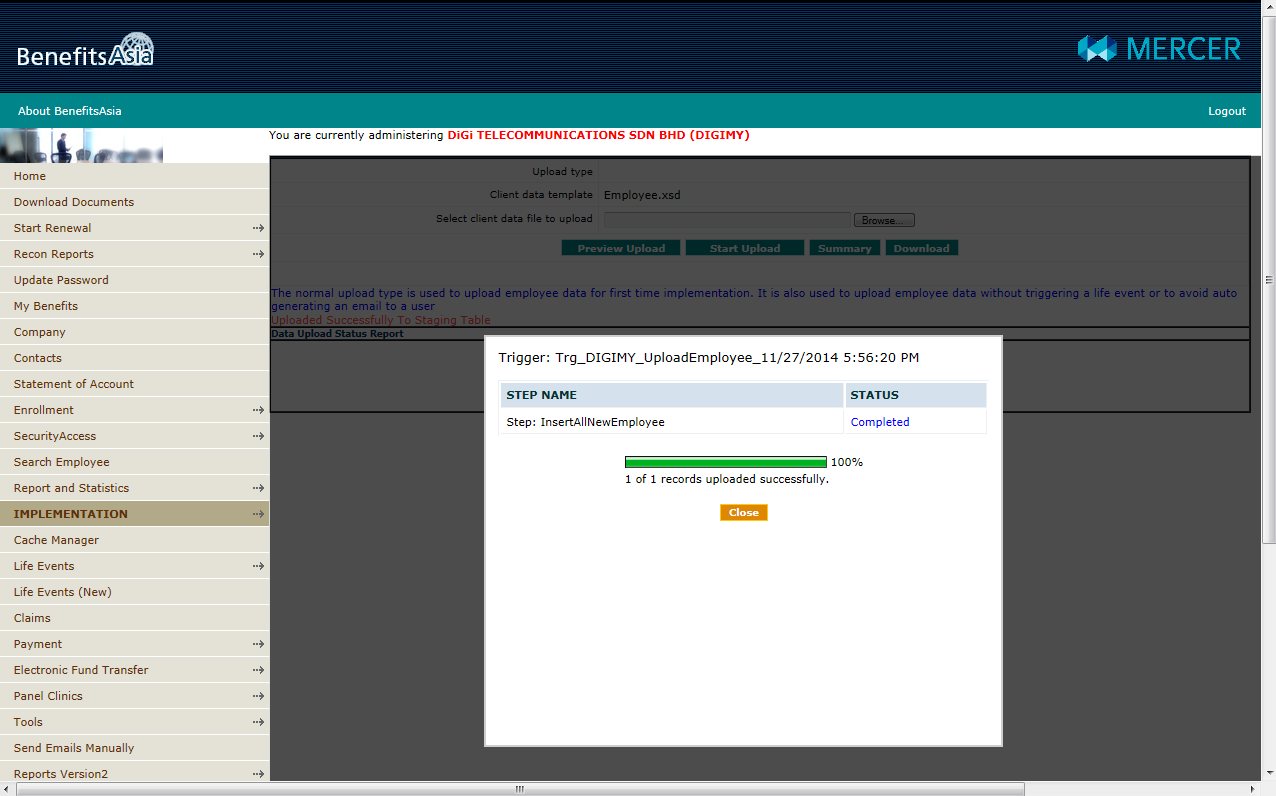 BenefitsAsia
MERCER
About BenefitsAsia
Logout
You are currently administering DiGi TELECOMMUNICATIONS SDN BHD (DIGIMY)
Home
Download Documents
Start Renewal
Recon Reports
Update Password
My Benefits
Company
Contacts
Statement of Account
Enrollment
SecurityAccess
Search Employee
Report and Statistics
IMPLEMENTATION
Cache Manager
Life Events
Life Events (New)
Claims
Payment
Electronic Fund Transfer
Panel Clinics
Tools
Send Emails Manually
Reports Version2
Upload type
Client data template Employee.xsd
Select client data file to upload Browse...
Preview Upload Start Upload Summary Download
The normal upload type is used to upload employee data for first time implementation. It is also used to upload employee data without triggering a life event or to avoid auto
generating an email to a user
Uploaded Successfully To Staging Table
Data Upload Status Report
Trigger: Trg_DIGIMY_UploadEmployee_11/27/2014 5:56:20 PM
STEP NAME STATUS
Step: InsertAllNewEmployee Completed
100%
1 of 1 records uploaded successfully.
Close